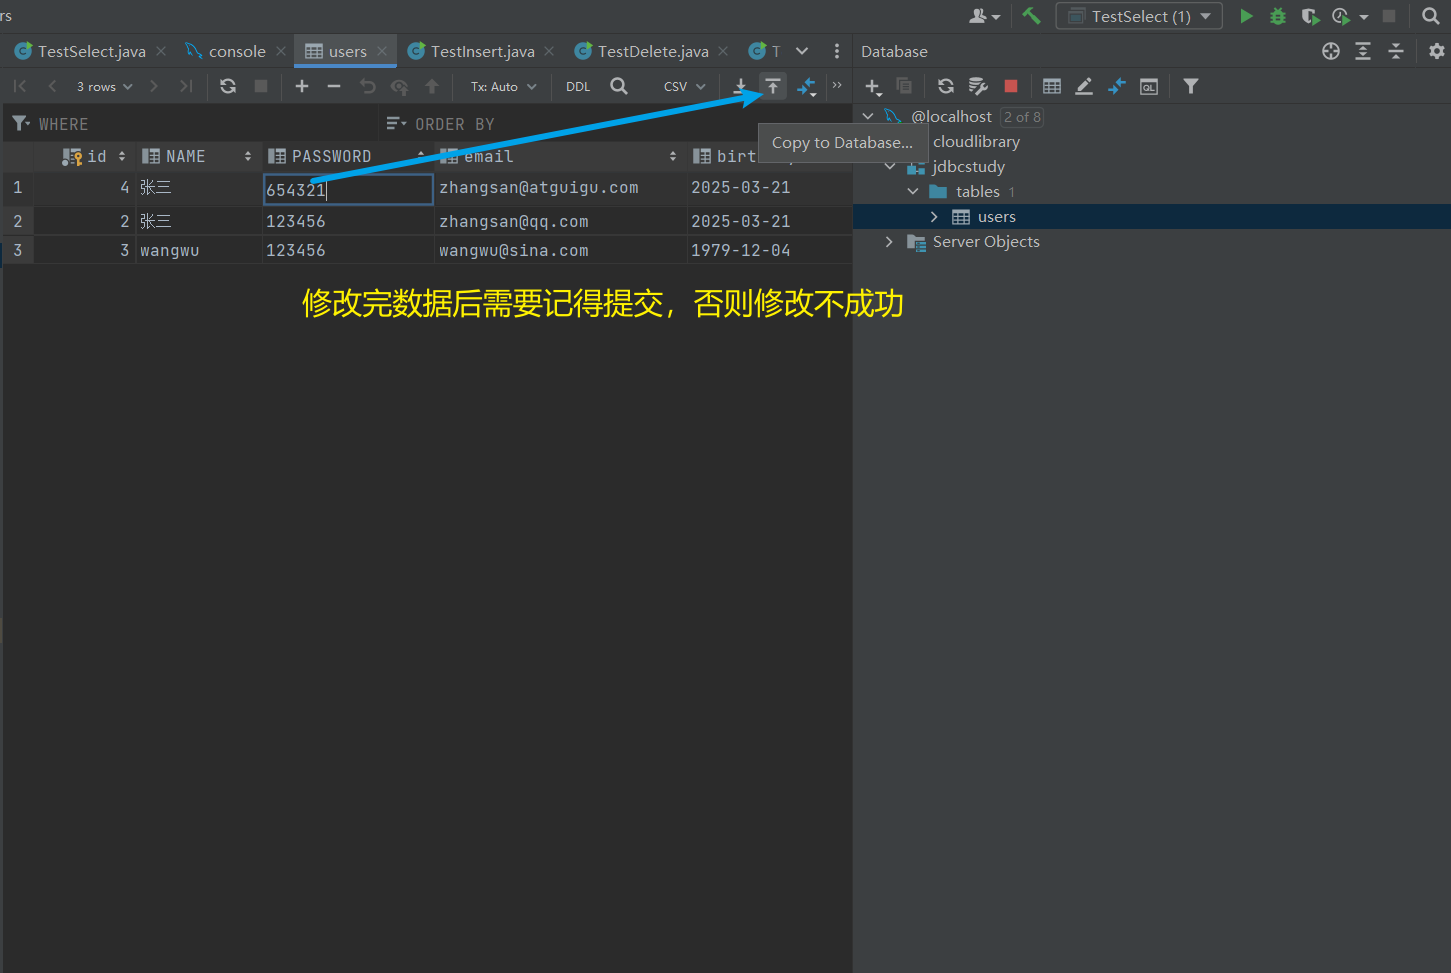 rs
TestSelect (1)
TestSelect.java
console
users
TestInsert.java
TestDelete.java
T
Database
3 rows
Tx: Auto
DDL
CSV
WHERE
ORDER BY
Copy to Database...
id NAME PASSWORD email birt
1 4 张三 654321 zhangsan@atguigu.com 2025-03-21
2 2 张三 123456 zhangsan@qq.com 2025-03-21
3 3 wangwu 123456 wangwu@sina.com 1979-12-04
修改完数据后需要记得提交，否则修改不成功
@localhost 2 of 8
cloudlibrary
jdbcstudy
tables 1
users
Server Objects
QL